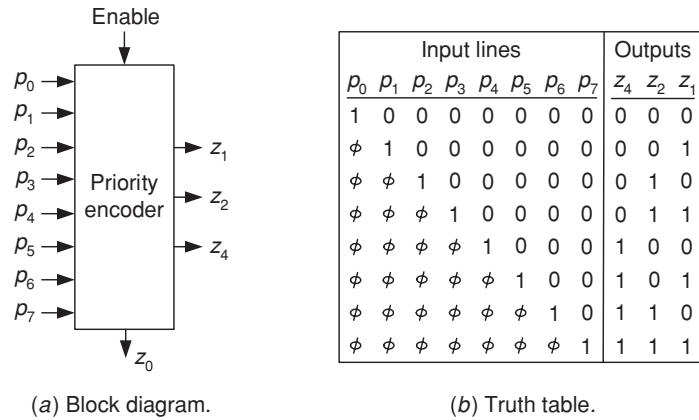 Enable
p0
p1
p2
p3
p4
p5
p6
p7
Priority
encoder
z1
z2
z4
z0
(a) Block diagram.
Input lines Outputs
p0 p1 p2 p3 p4 p5 p6 p7 z4 z2 z1
1 0 0 0 0 0 0 0 0 0 0
ϕ 1 0 0 0 0 0 0 0 0 1
ϕ ϕ 1 0 0 0 0 0 0 1 0
ϕ ϕ ϕ 1 0 0 0 0 0 1 1
ϕ ϕ ϕ ϕ 1 0 0 0 1 0 0
ϕ ϕ ϕ ϕ ϕ 1 0 0 1 0 1
ϕ ϕ ϕ ϕ ϕ ϕ 1 0 1 1 0
ϕ ϕ ϕ ϕ ϕ ϕ ϕ 1 1 1 1
(b) Truth table.